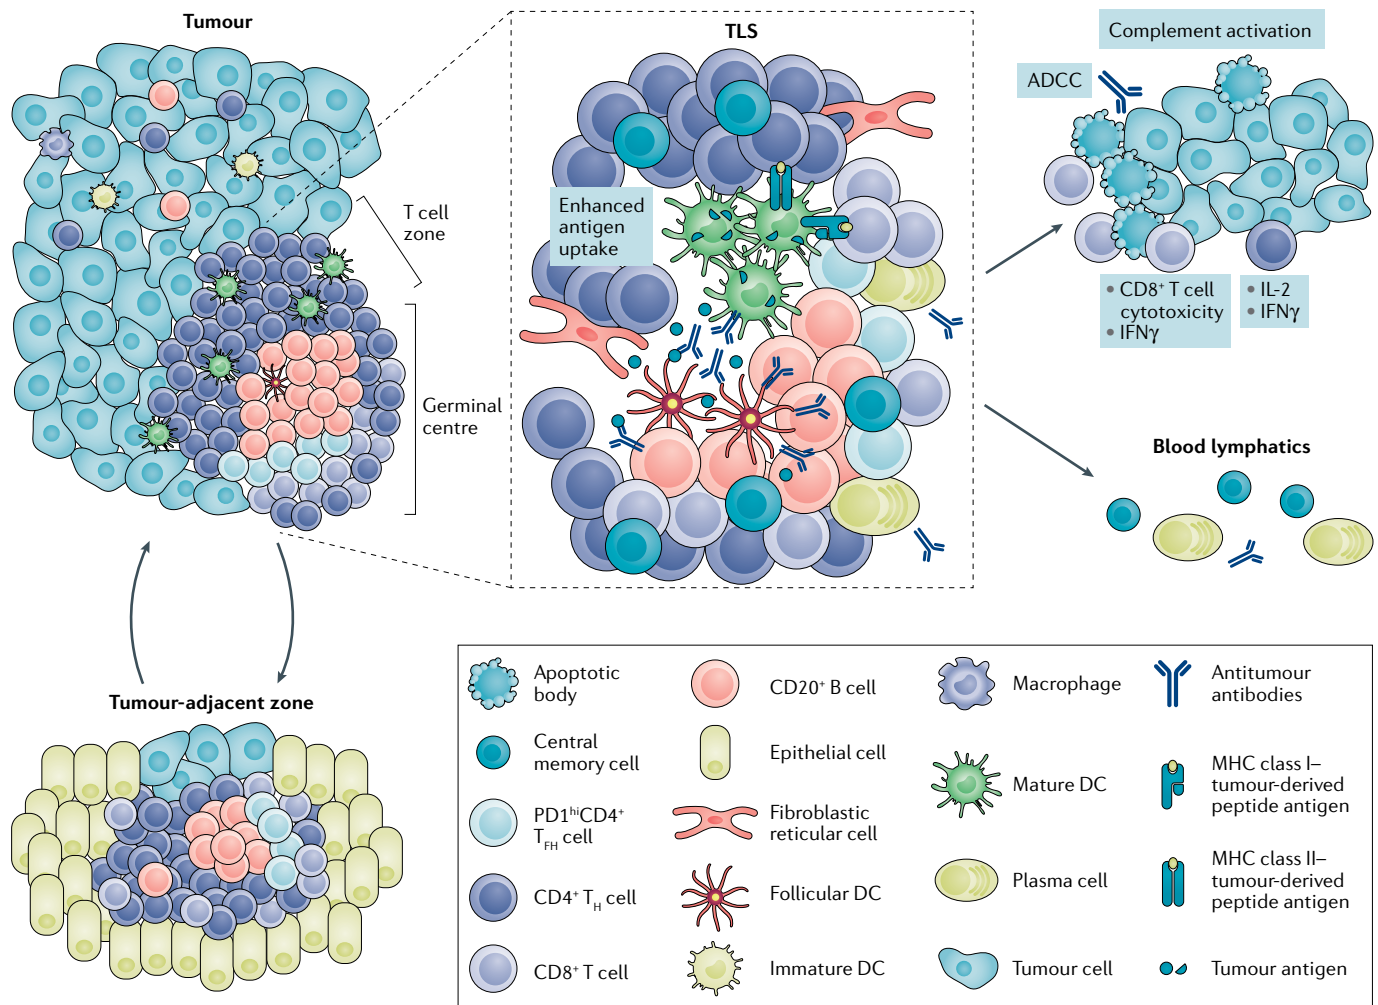 Tumour
TLS
Complement activation
ADCC
T cell
zone
Enhanced
antigen
uptake
• CD8⁺ T cell
cytotoxicity
• IFNγ
• IL-2
• IFNγ
Germinal
centre
Blood lymphatics
Tumour-adjacent zone
Apoptotic
body
CD20⁺ B cell
Macrophage
Antitumour
antibodies
Central
memory cell
Epithelial cell
Mature DC
MHC class I–
tumour-derived
peptide antigen
PD1ʰⁱCD4⁺
T_FH cell
Fibroblastic
reticular cell
Plasma cell
MHC class II–
tumour-derived
peptide antigen
CD4⁺ T_H cell
Follicular DC
CD8⁺ T cell
Immature DC
Tumour cell
Tumour antigen